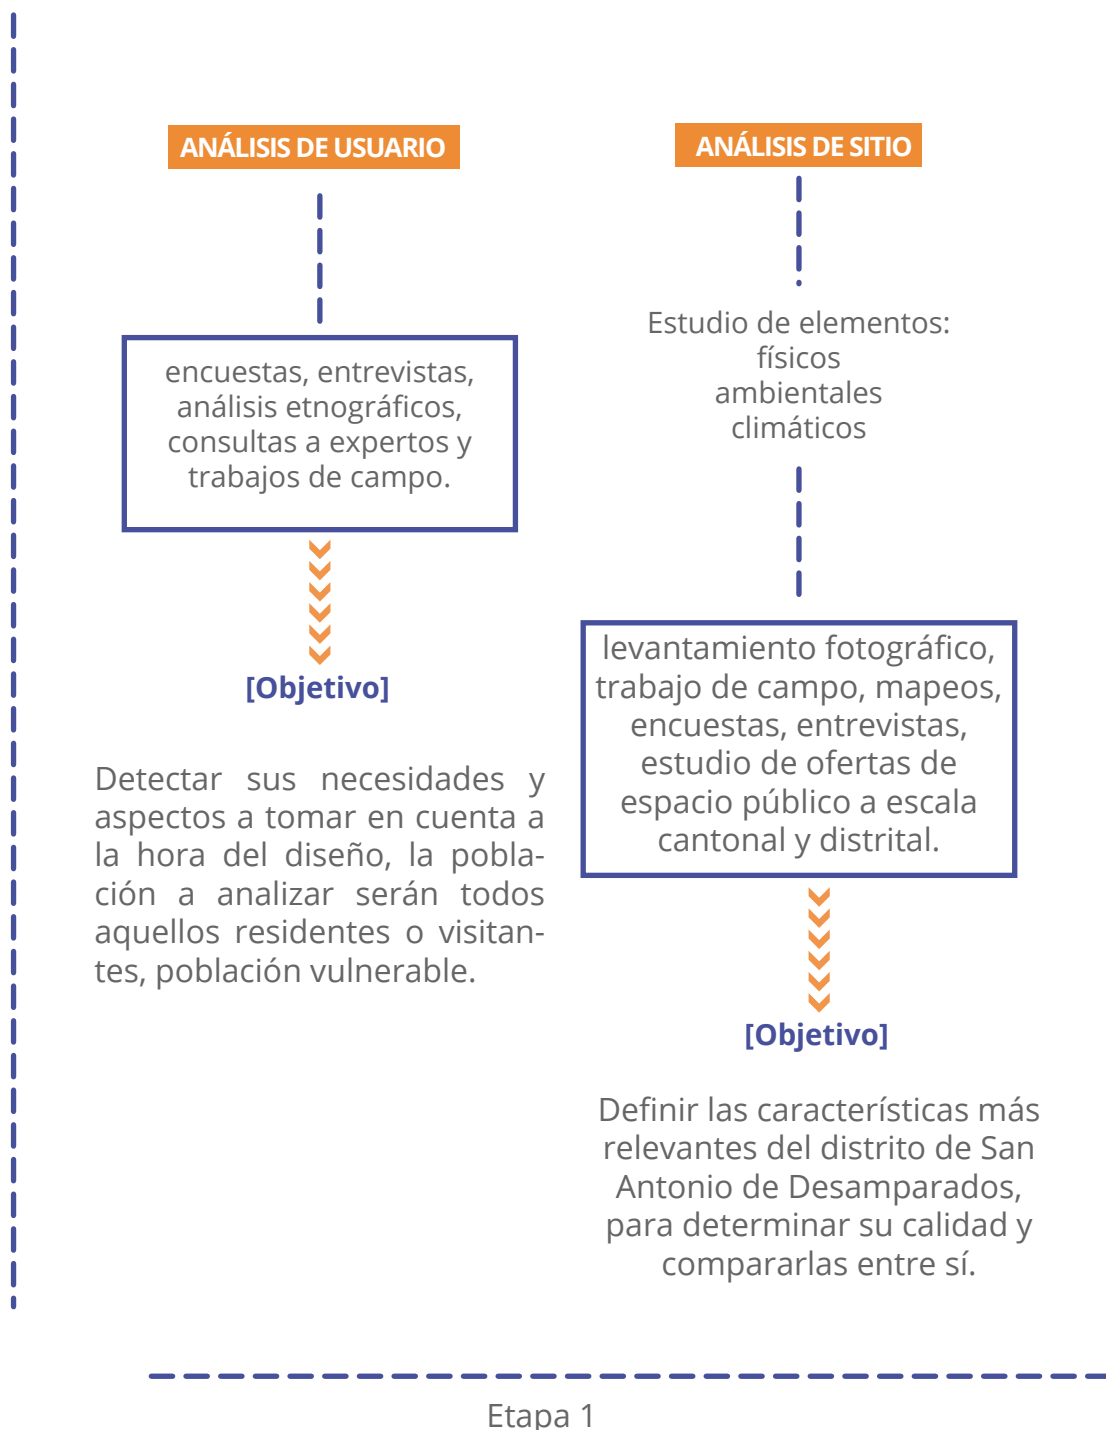 ANÁLISIS DE USUARIO
encuestas, entrevistas,
análisis etnográficos,
consultas a expertos y
trabajos de campo.
[Objetivo]
Detectar sus necesidades y
aspectos a tomar en cuenta a
la hora del diseño, la pobla-
ción a analizar serán todos
aquellos residentes o visitan-
tes, población vulnerable.
ANÁLISIS DE SITIO
Estudio de elementos:
físicos
ambientales
climáticos
levantamiento fotográfico,
trabajo de campo, mapeos,
encuestas, entrevistas,
estudio de ofertas de
espacio público a escala
cantonal y distrital.
[Objetivo]
Definir las características más
relevantes del distrito de San
Antonio de Desamparados,
para determinar su calidad y
compararlas entre sí.
Etapa 1